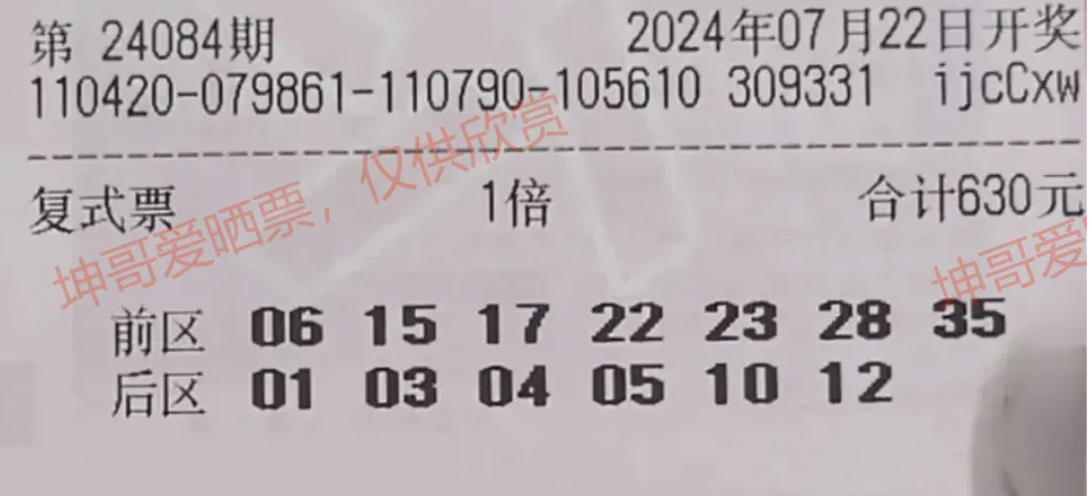 第 24084期 2024年07月22日开奖
110420-079861-110790-105610 309331 ijcCxw
复式票 1倍 合计630元
坤哥爱晒票，仅供欣赏
坤哥爱
前区 06 15 17 22 23 28 35
后区 01 03 04 05 10 12